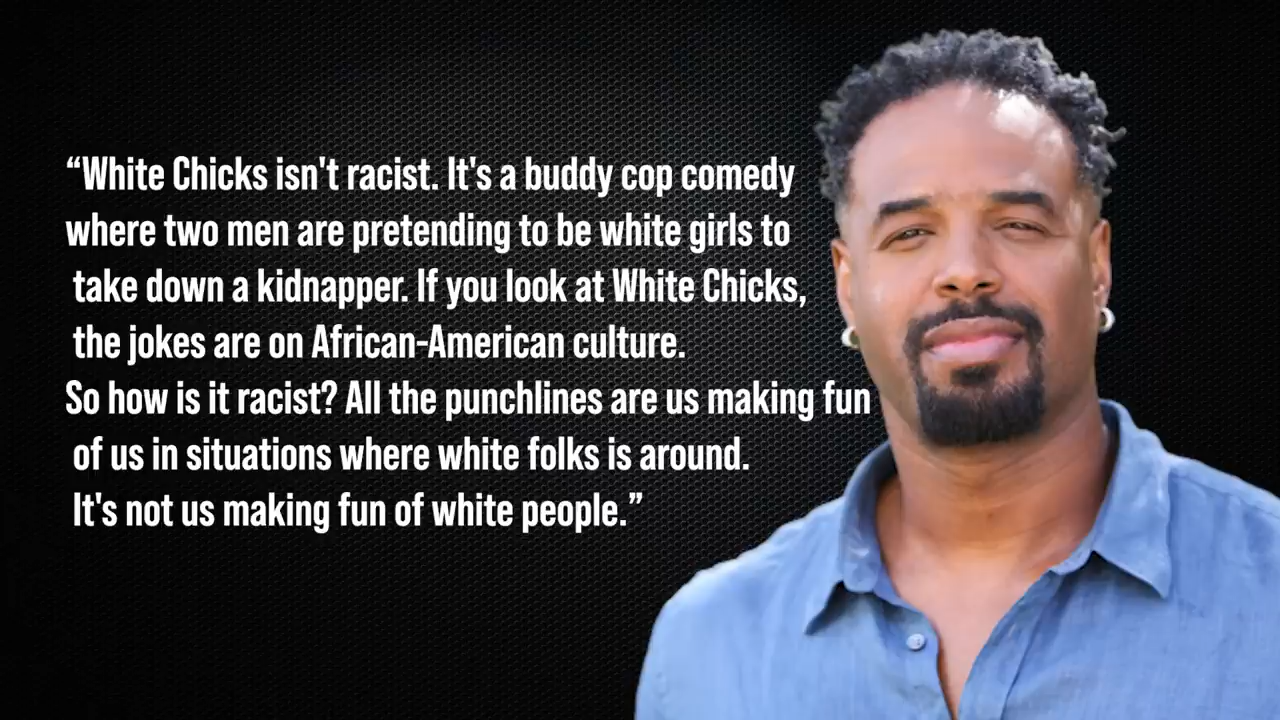 “White Chicks isn't racist. It's a buddy cop comedy
where two men are pretending to be white girls to
take down a kidnapper. If you look at White Chicks,
the jokes are on African-American culture.
So how is it racist? All the punchlines are us making fun
of us in situations where white folks is around.
It's not us making fun of white people.”